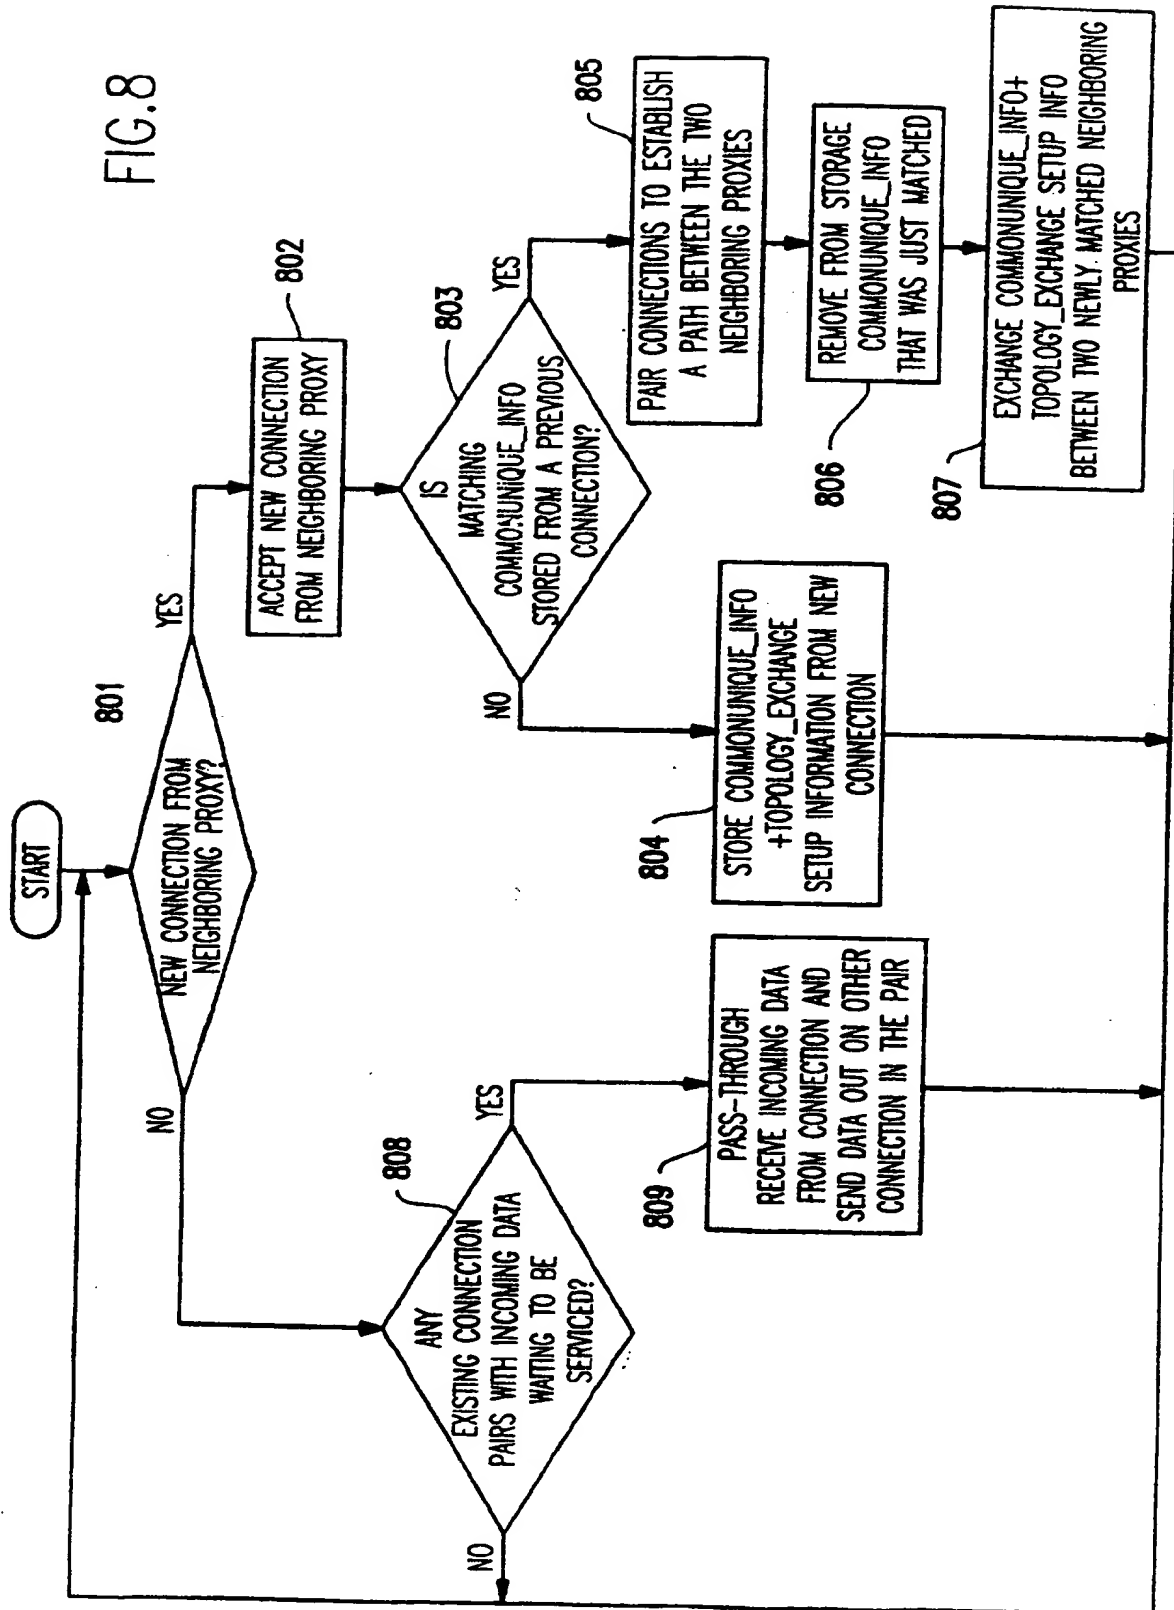 FIG.8
START
801
NEW CONNECTION FROM
NEIGHBORING PROXY?
YES
NO
802
ACCEPT NEW CONNECTION
FROM NEIGHBORING PROXY
803
IS
MATCHING
COMMONUNIQUE_INFO
STORED FROM A PREVIOUS
CONNECTION?
YES
NO
805
PAIR CONNECTIONS TO ESTABLISH
A PATH BETWEEN THE TWO
NEIGHBORING PROXIES
806
REMOVE FROM STORAGE
COMMONUNIQUE_INFO
THAT WAS JUST MATCHED
807
EXCHANGE COMMONUNIQUE_INFO+
TOPOLOGY_EXCHANGE SETUP INFO
BETWEEN TWO NEWLY MATCHED NEIGHBORING
PROXIES
804
STORE COMMONUNIQUE_INFO
+TOPOLOGY_EXCHANGE
SETUP INFORMATION FROM NEW
CONNECTION
808
ANY
EXISTING CONNECTION
PAIRS WITH INCOMING DATA
WAITING TO BE
SERVICED?
YES
NO
809
PASS-THROUGH
RECEIVE INCOMING DATA
FROM CONNECTION AND
SEND DATA OUT ON OTHER
CONNECTION IN THE PAIR